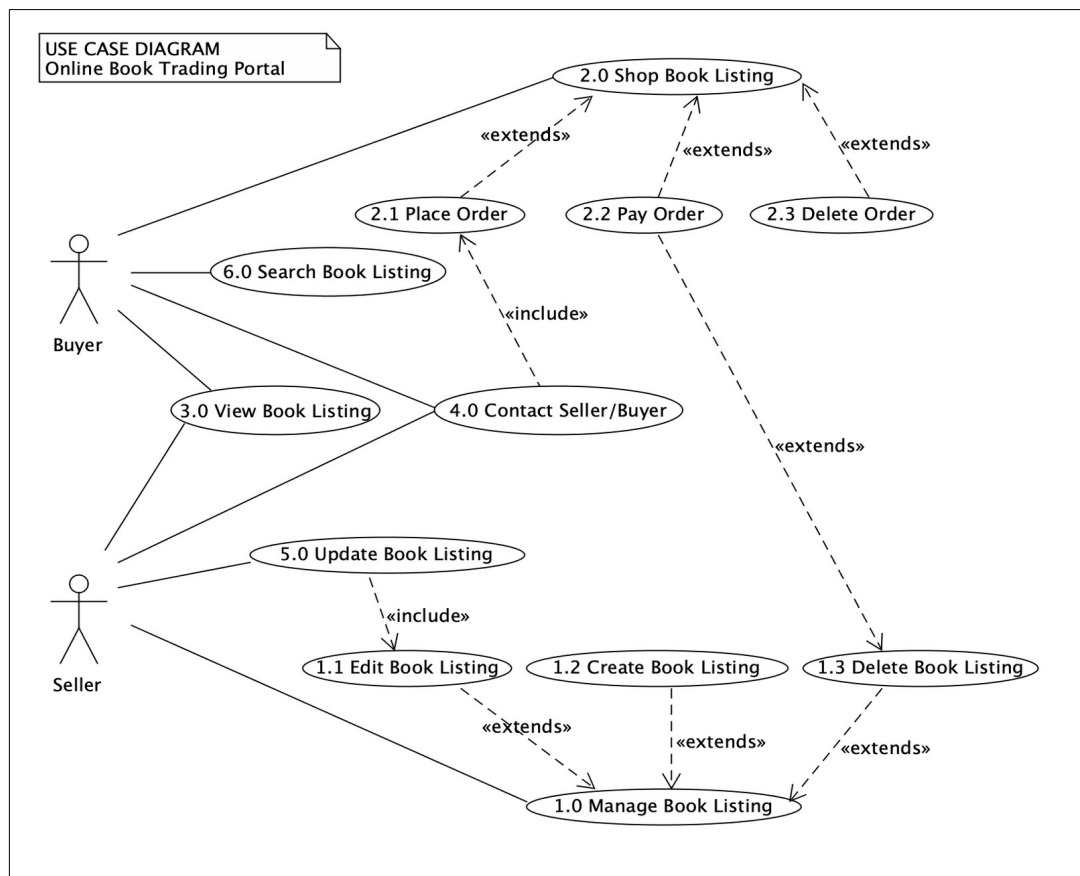 USE CASE DIAGRAM
Online Book Trading Portal
2.0 Shop Book Listing
«extends»
«extends»
«extends»
2.1 Place Order
2.2 Pay Order
2.3 Delete Order
6.0 Search Book Listing
«include»
Buyer
3.0 View Book Listing
4.0 Contact Seller/Buyer
«extends»
5.0 Update Book Listing
«include»
1.1 Edit Book Listing
1.2 Create Book Listing
1.3 Delete Book Listing
Seller
«extends»
«extends»
«extends»
1.0 Manage Book Listing